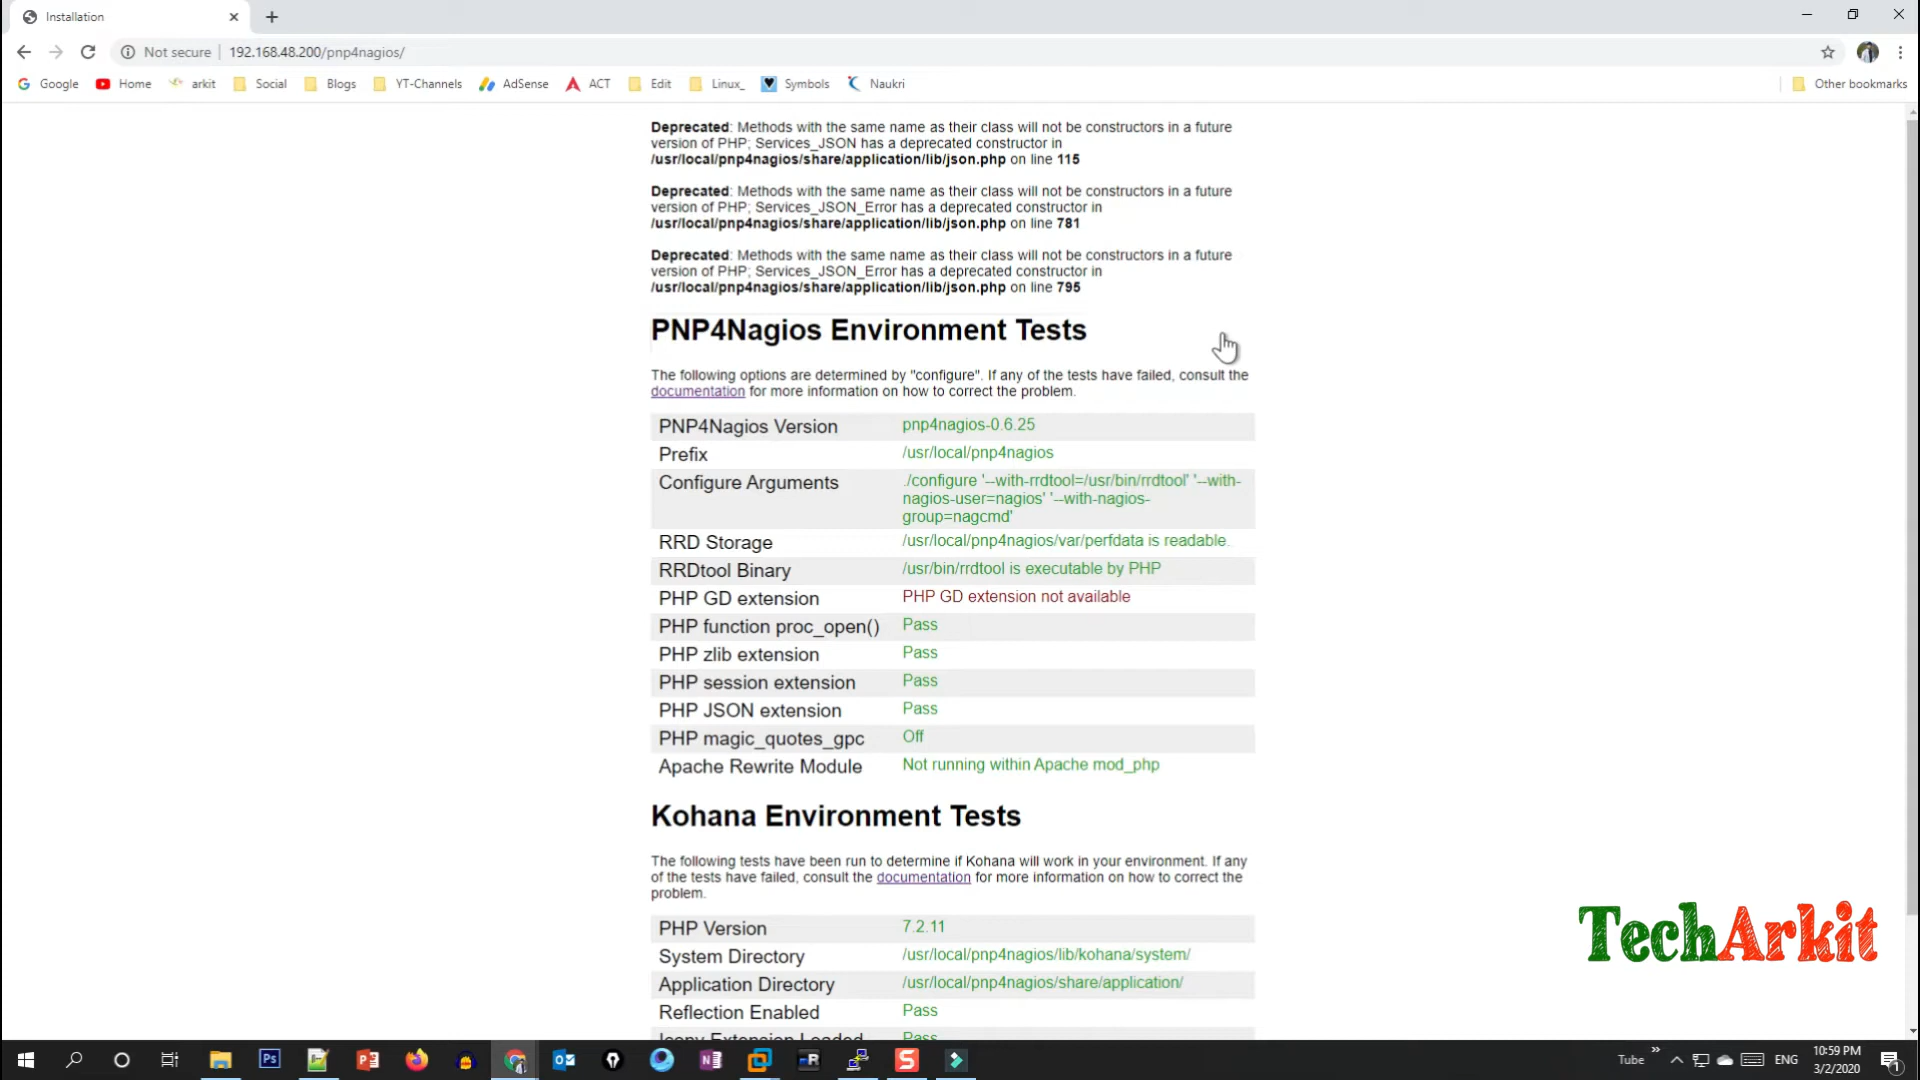 Installation
Not secure
192.168.48.200/pnp4nagios/
Google
Home
arkit
Social
Blogs
YT-Channels
AdSense
ACT
Edit
Linux_
Symbols
Naukri
Other bookmarks
Deprecated: Methods with the same name as their class will not be constructors in a future
version of PHP; Services_JSON has a deprecated constructor in
/usr/local/pnp4nagios/share/application/lib/json.php on line 115
Deprecated: Methods with the same name as their class will not be constructors in a future
version of PHP; Services_JSON_Error has a deprecated constructor in
/usr/local/pnp4nagios/share/application/lib/json.php on line 781
Deprecated: Methods with the same name as their class will not be constructors in a future
version of PHP; Services_JSON_Error has a deprecated constructor in
/usr/local/pnp4nagios/share/application/lib/json.php on line 795
PNP4Nagios Environment Tests
The following options are determined by "configure". If any of the tests have failed, consult the
documentation for more information on how to correct the problem.
PNP4Nagios Version pnp4nagios-0.6.25
Prefix /usr/local/pnp4nagios
Configure Arguments ./configure '--with-rrdtool=/usr/bin/rrdtool' '--with-
nagios-user=nagios' '--with-nagios-
group=nagcmd'
RRD Storage /usr/local/pnp4nagios/var/perfdata is readable.
RRDtool Binary /usr/bin/rrdtool is executable by PHP
PHP GD extension PHP GD extension not available
PHP function proc_open() Pass
PHP zlib extension Pass
PHP session extension Pass
PHP JSON extension Pass
PHP magic_quotes_gpc Off
Apache Rewrite Module Not running within Apache mod_php
Kohana Environment Tests
The following tests have been run to determine if Kohana will work in your environment. If any
of the tests have failed, consult the documentation for more information on how to correct the
problem.
PHP Version 7.2.11
System Directory /usr/local/pnp4nagios/lib/kohana/system/
Application Directory /usr/local/pnp4nagios/share/application/
Reflection Enabled Pass
Iconv Extension Loaded Pass
TechArkit
Tube
ENG
10:59 PM
3/2/2020